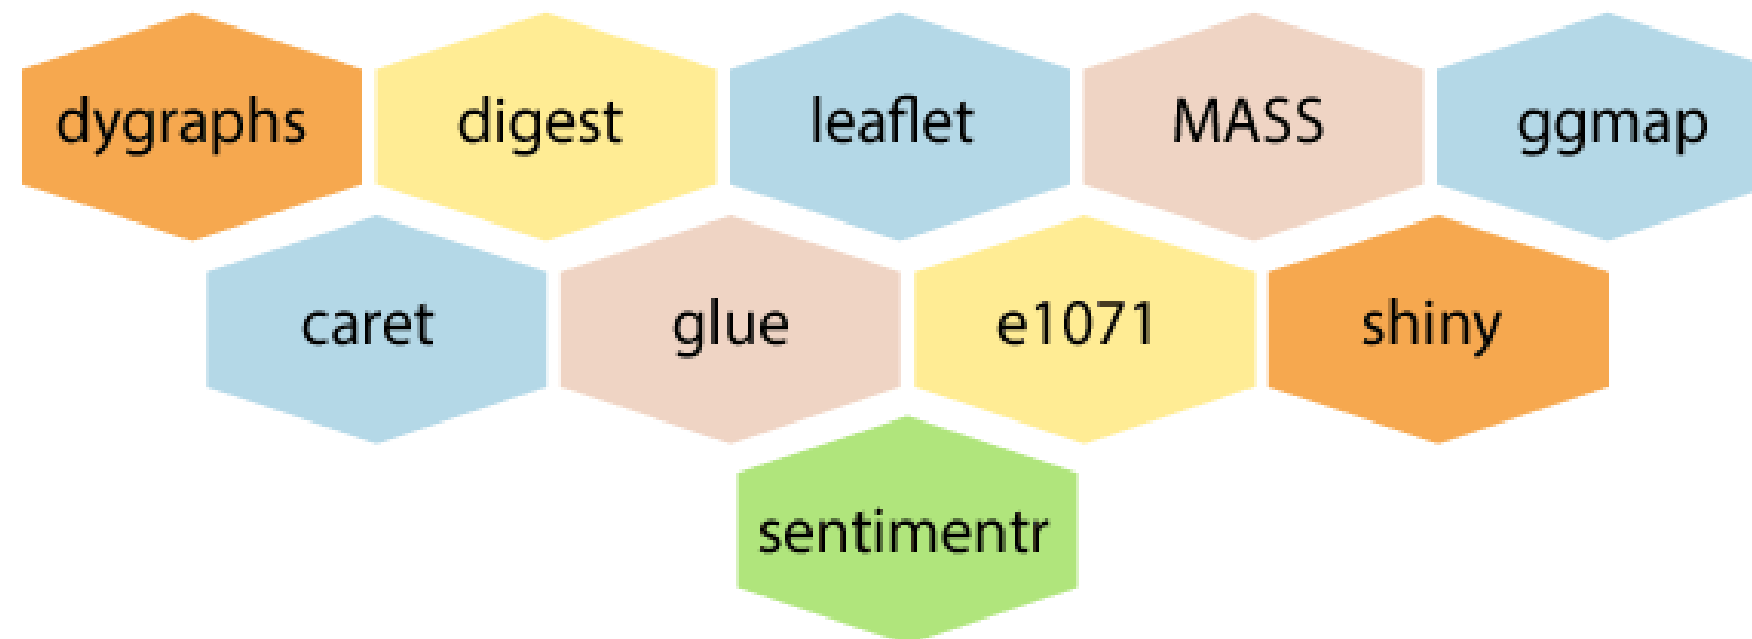 dygraphs digest leaflet MASS ggmap
caret glue e1071 shiny
sentimentr